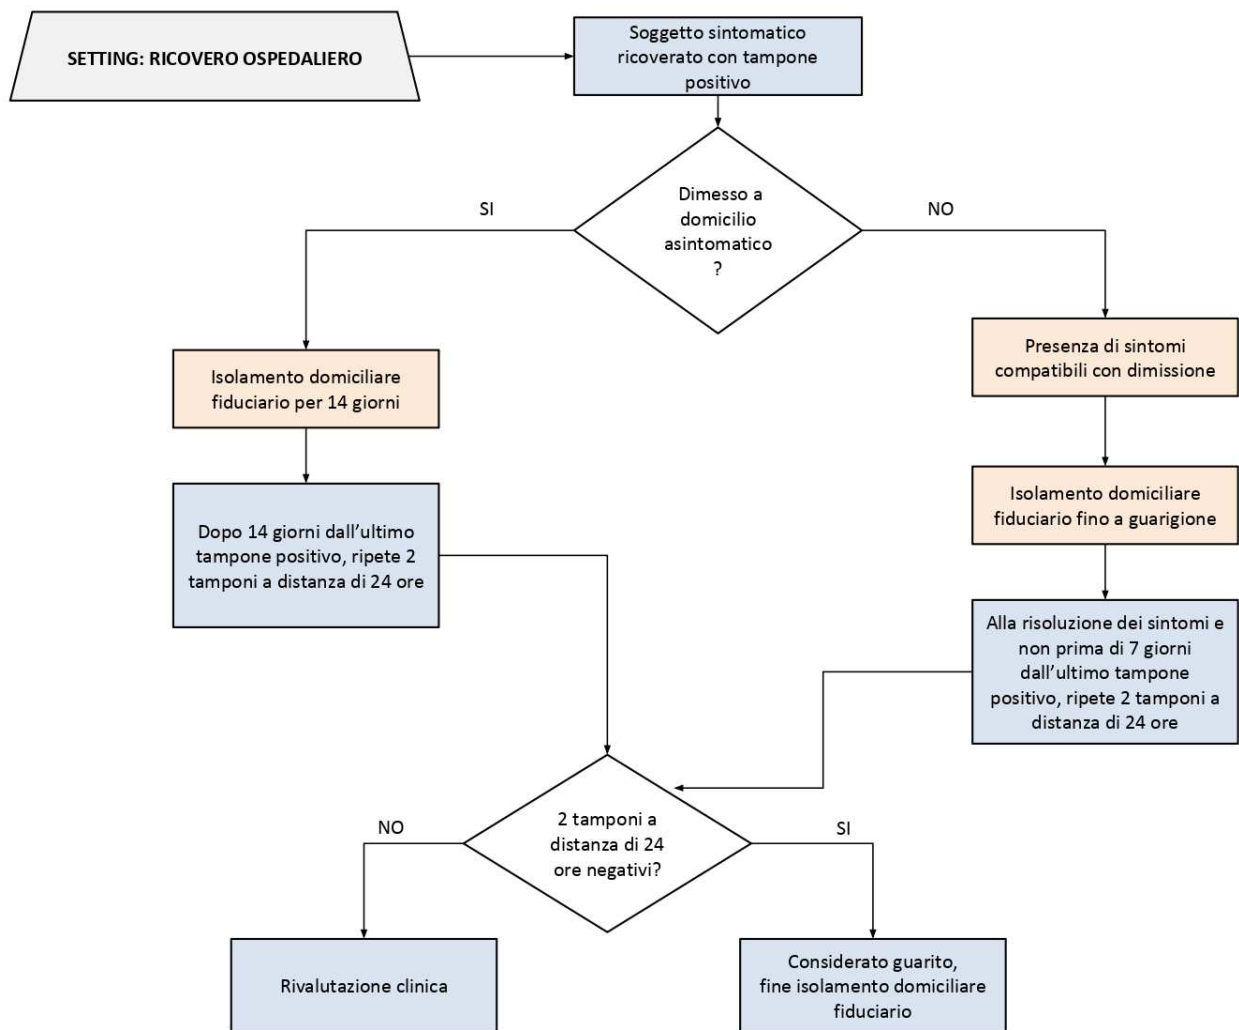 SETTING: RICOVERO OSPEDALIERO
Soggetto sintomatico
ricoverato con tampone
positivo
Dimesso a
domicilio
asintomatico
?
SI
NO
Isolamento domiciliare
fiduciario per 14 giorni
Presenza di sintomi
compatibili con dimissione
Dopo 14 giorni dall’ultimo
tampone positivo, ripete 2
tamponi a distanza di 24 ore
Isolamento domiciliare
fiduciario fino a guarigione
Alla risoluzione dei sintomi e
non prima di 7 giorni
dall’ultimo tampone
positivo, ripete 2 tamponi a
distanza di 24 ore
2 tamponi a
distanza di 24
ore negativi?
NO
SI
Rivalutazione clinica
Considerato guarito,
fine isolamento domiciliare
fiduciario